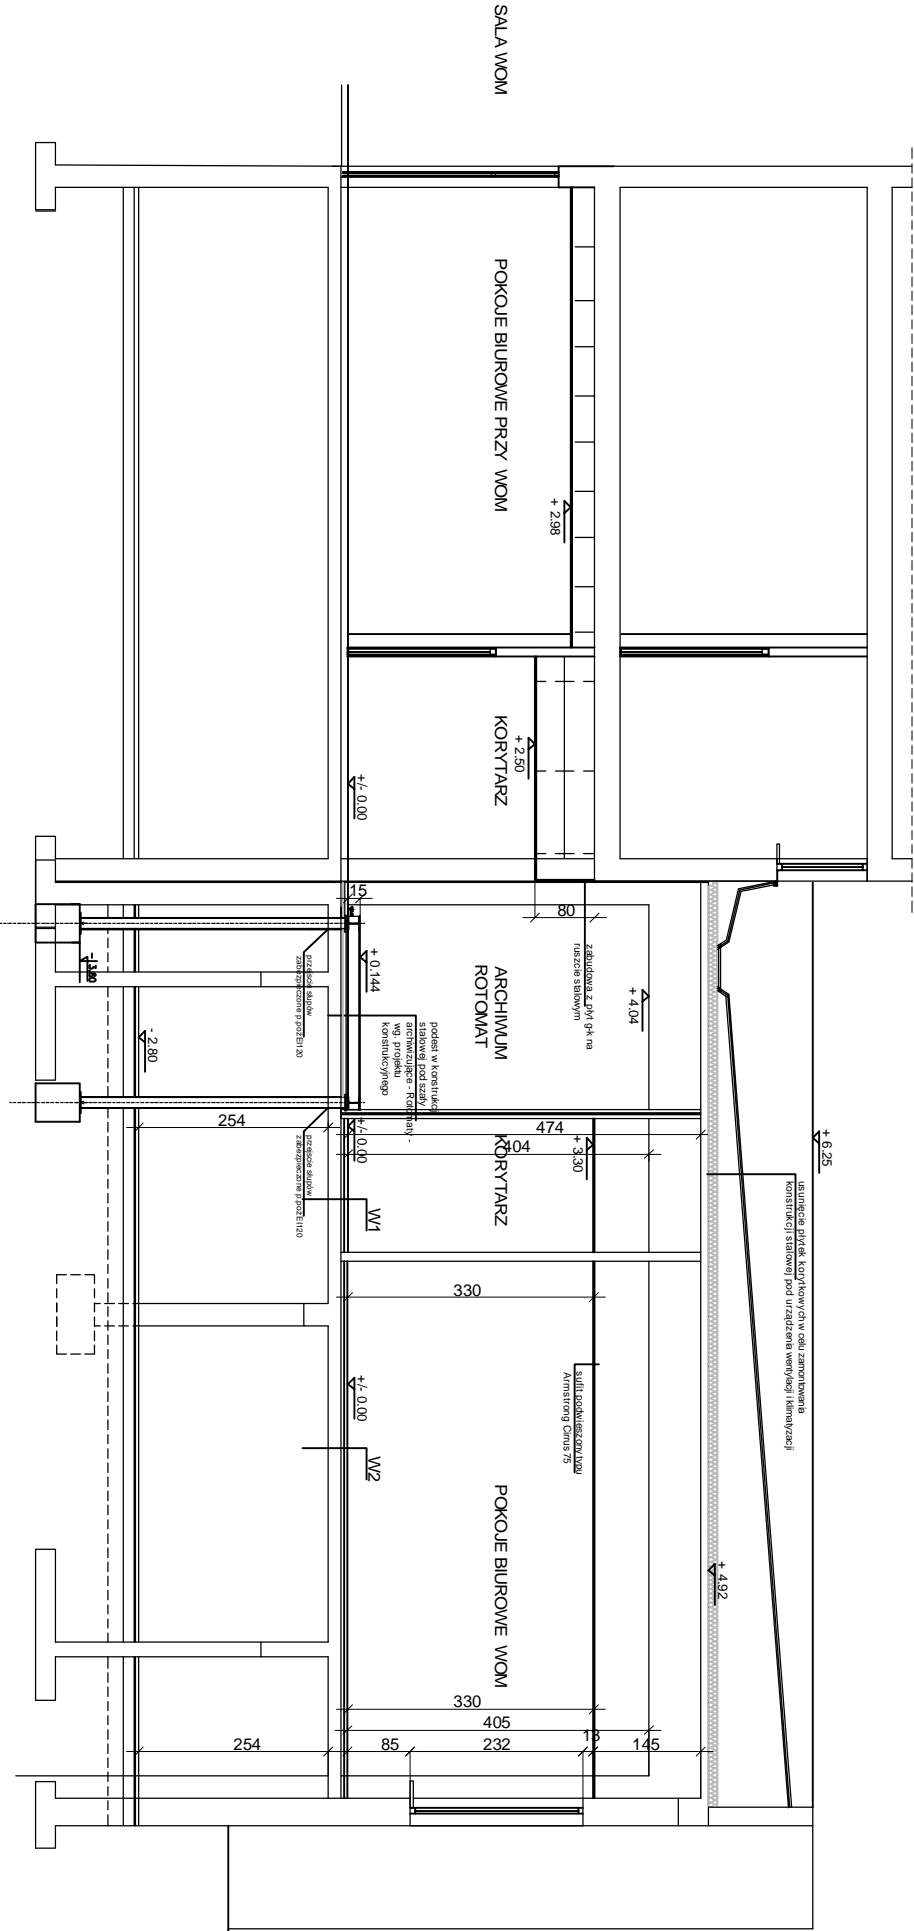 SALA WOM
POKOJE BIUROWE PRZY WOM
+ 2.98
KORYTARZ
+ 2.50
+/- 0.00
15
80
zabudowa z płyt g-k na
ruszcie stalowym
+ 0.144
ARCHIWUM
ROTOMAT
+ 4.04
przejście słupów
zabezpieczone p.poż EI120
podest w konstrukcji
stalowej pod szafy
archiwizujące - Rotomaty -
wg. projektu
konstrukcyjnego
- 2.80
254
+/- 0.00
474
404
+ 3.30
KORYTARZ
+ 6.25
przejście słupów
zabezpieczone p.poż EI120
W1
usunięcie płytek korytkowych w celu zamontowania
konstrukcji stalowej pod urządzenia wentylacji i klimatyzacji
330
+/- 0.00
sufit podwieszony typu
Armstrong Cirrus 75
W2
POKOJE BIUROWE WOM
+ 4.92
330
405
254
85
232
13
145